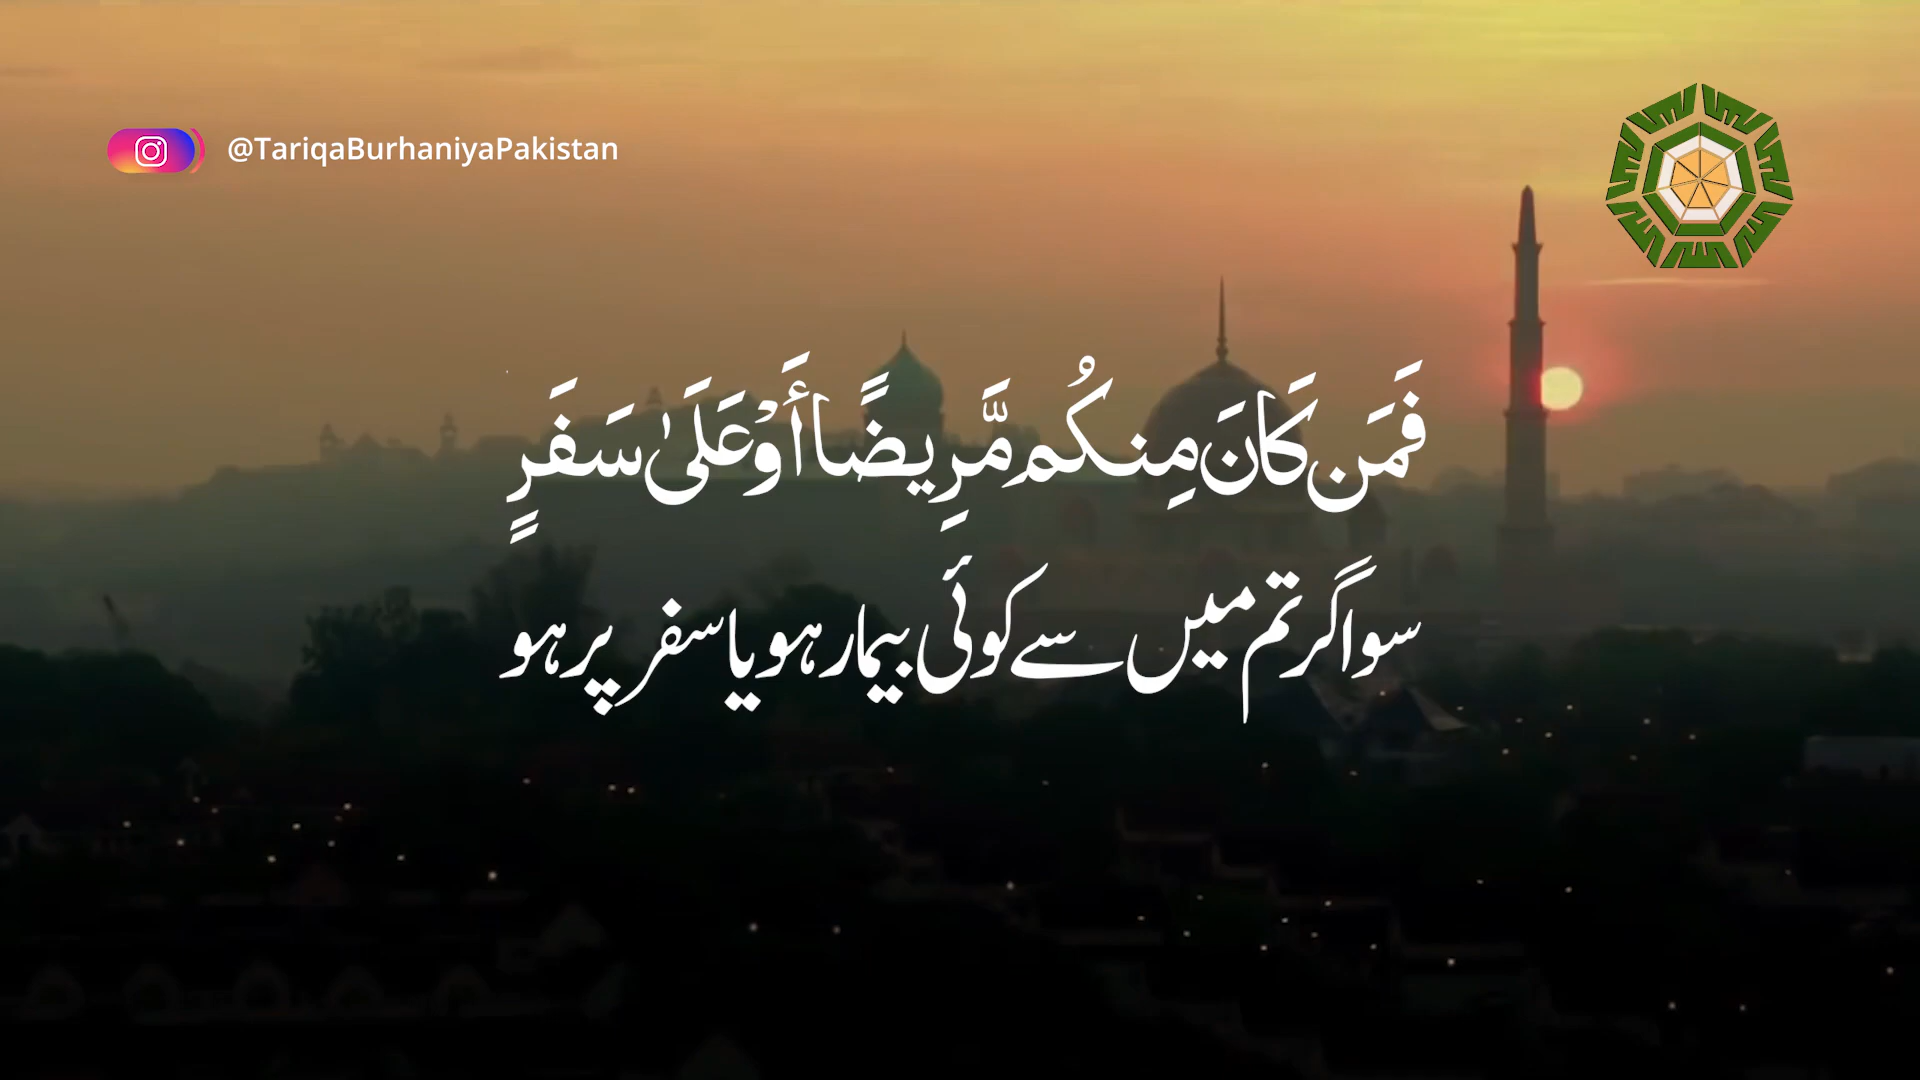 @TariqaBurhaniyaPakistan
فَمَن كَانَ مِنكُم مَّرِيضًا أَوْ عَلَىٰ سَفَرٍ
سو اگر تم میں سے کوئی بیمار ہو یا سفر پر ہو